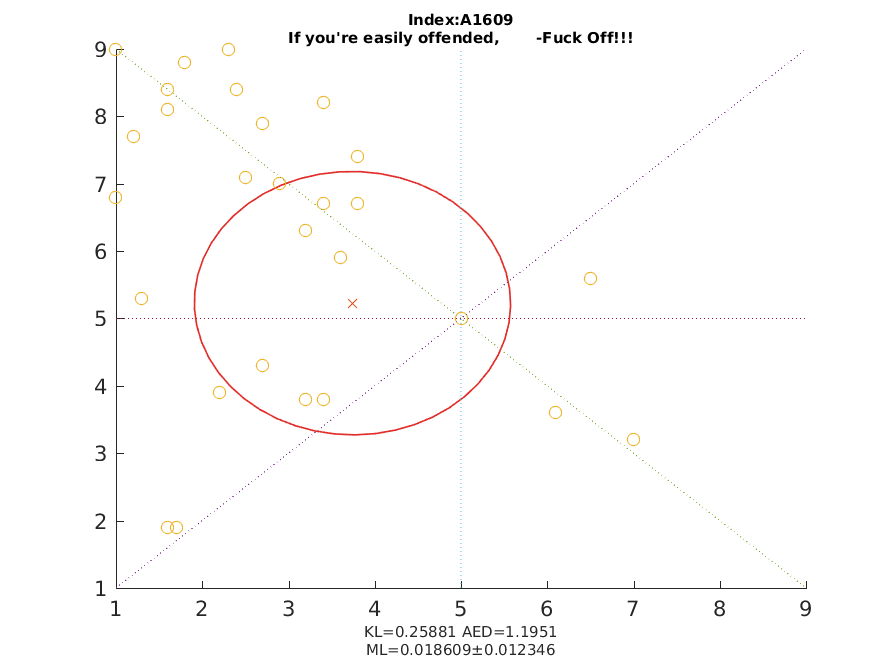 Index:A1609
If you're easily offended, -Fuck Off!!!
9
8
7
6
5
4
3
2
1
1 2 3 4 5 6 7 8 9
KL=0.25881 AED=1.1951
ML=0.018609±0.012346